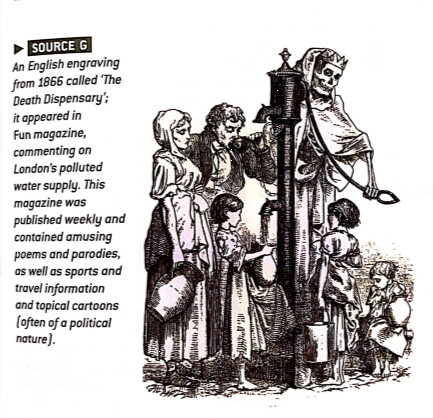 ► SOURCE G
An English engraving
from 1866 called 'The
Death Dispensary';
it appeared in
Fun magazine,
commenting on
London's polluted
water supply. This
magazine was
published weekly and
contained amusing
poems and parodies,
as well as sports and
travel information
and topical cartoons
(often of a political
nature).